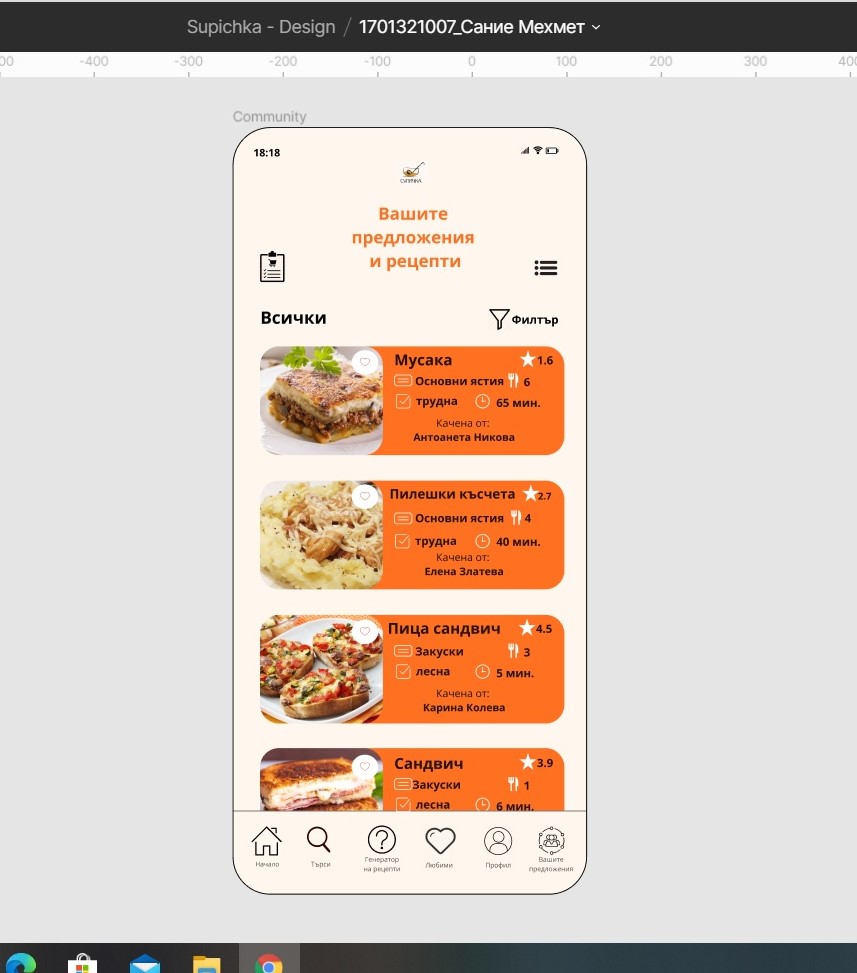 Supichka - Design / 1701321007_Сание Мехмет
-400 -300 -200 -100 0 100 200 300
Community
18:18
СУПИЧКА
Вашите
предложения
и рецепти
Всички
Филтър
Мусака 1.6
Основни ястия 6
трудна 65 мин.
Качена от:
Антоанета Никова
Пилешки късчета 2.7
Основни ястия 4
трудна 40 мин.
Качена от:
Елена Златева
Пица сандвич 4.5
Закуски 3
лесна 5 мин.
Качена от:
Карина Колева
Сандвич 3.9
Закуски 1
лесна 6 мин.
Начало
Търси
Генератор
на рецепти
Любими
Профил
Вашите
предложения